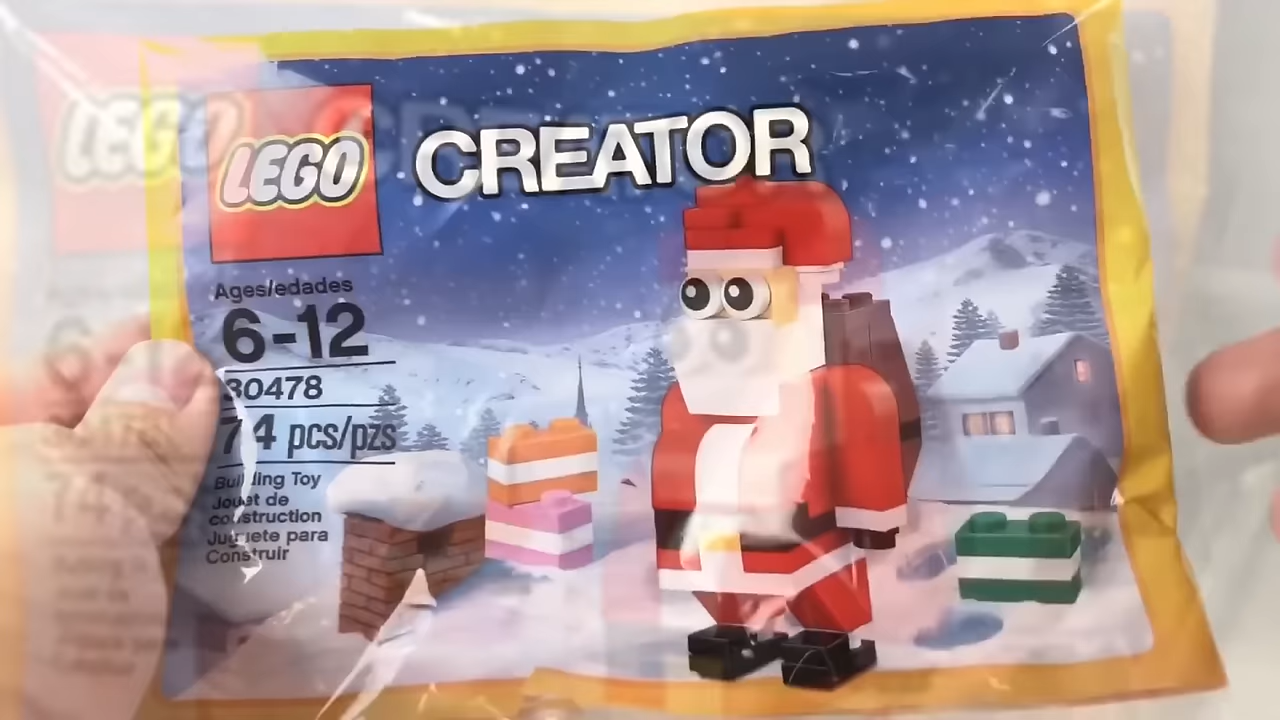 LEGO
CREATOR
Ages/edades
6-12
30478
74 pcs/pzs
Building Toy
Jouet de
construction
Juguete para
Construir